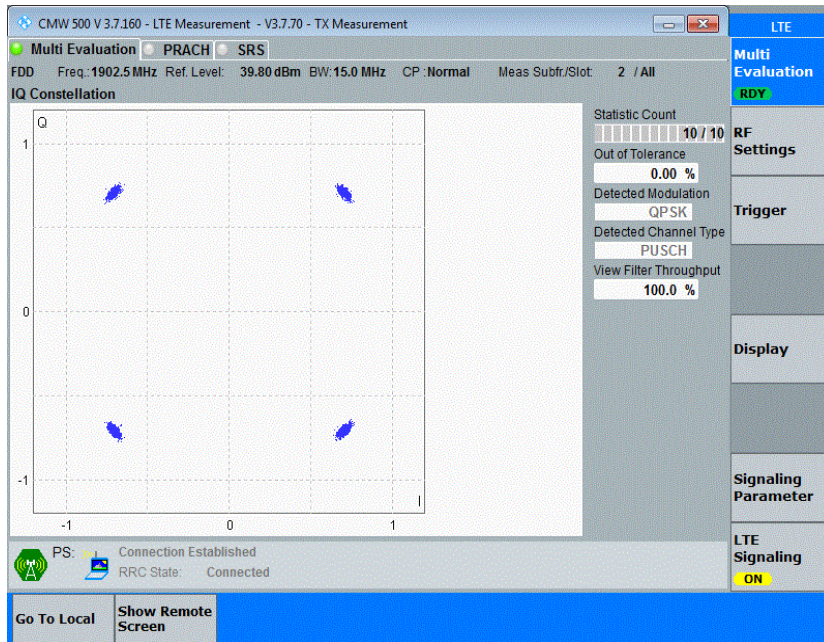 CMW 500 V 3.7.160 - LTE Measurement - V3.7.70 - TX Measurement
Multi Evaluation PRACH SRS
FDD Freq.:1902.5 MHz Ref. Level: 39.80 dBm BW:15.0 MHz CP :Normal Meas Subfr./Slot: 2 / All
IQ Constellation
Q
1
0
-1
I
-1 0 1
Statistic Count
10 / 10
Out of Tolerance
0.00 %
Detected Modulation
QPSK
Detected Channel Type
PUSCH
View Filter Throughput
100.0 %
PS: Connection Established
RRC State: Connected
LTE
Multi
Evaluation
RDY
RF
Settings
Trigger
Display
Signaling
Parameter
LTE
Signaling
ON
Go To Local
Show Remote
Screen